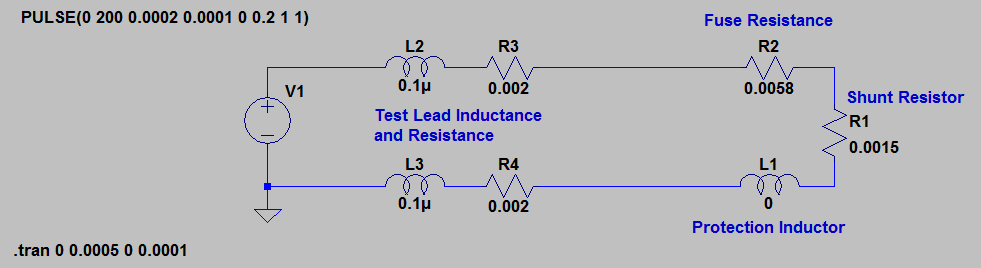 PULSE(0 200 0.0002 0.0001 0 0.2 1 1)
Fuse Resistance
L2
R3
R2
V1
0.1µ
0.002
0.0058
Shunt Resistor
Test Lead Inductance
and Resistance
R1
0.0015
L3
R4
L1
0.1µ
0.002
0
Protection Inductor
.tran 0 0.0005 0 0.0001